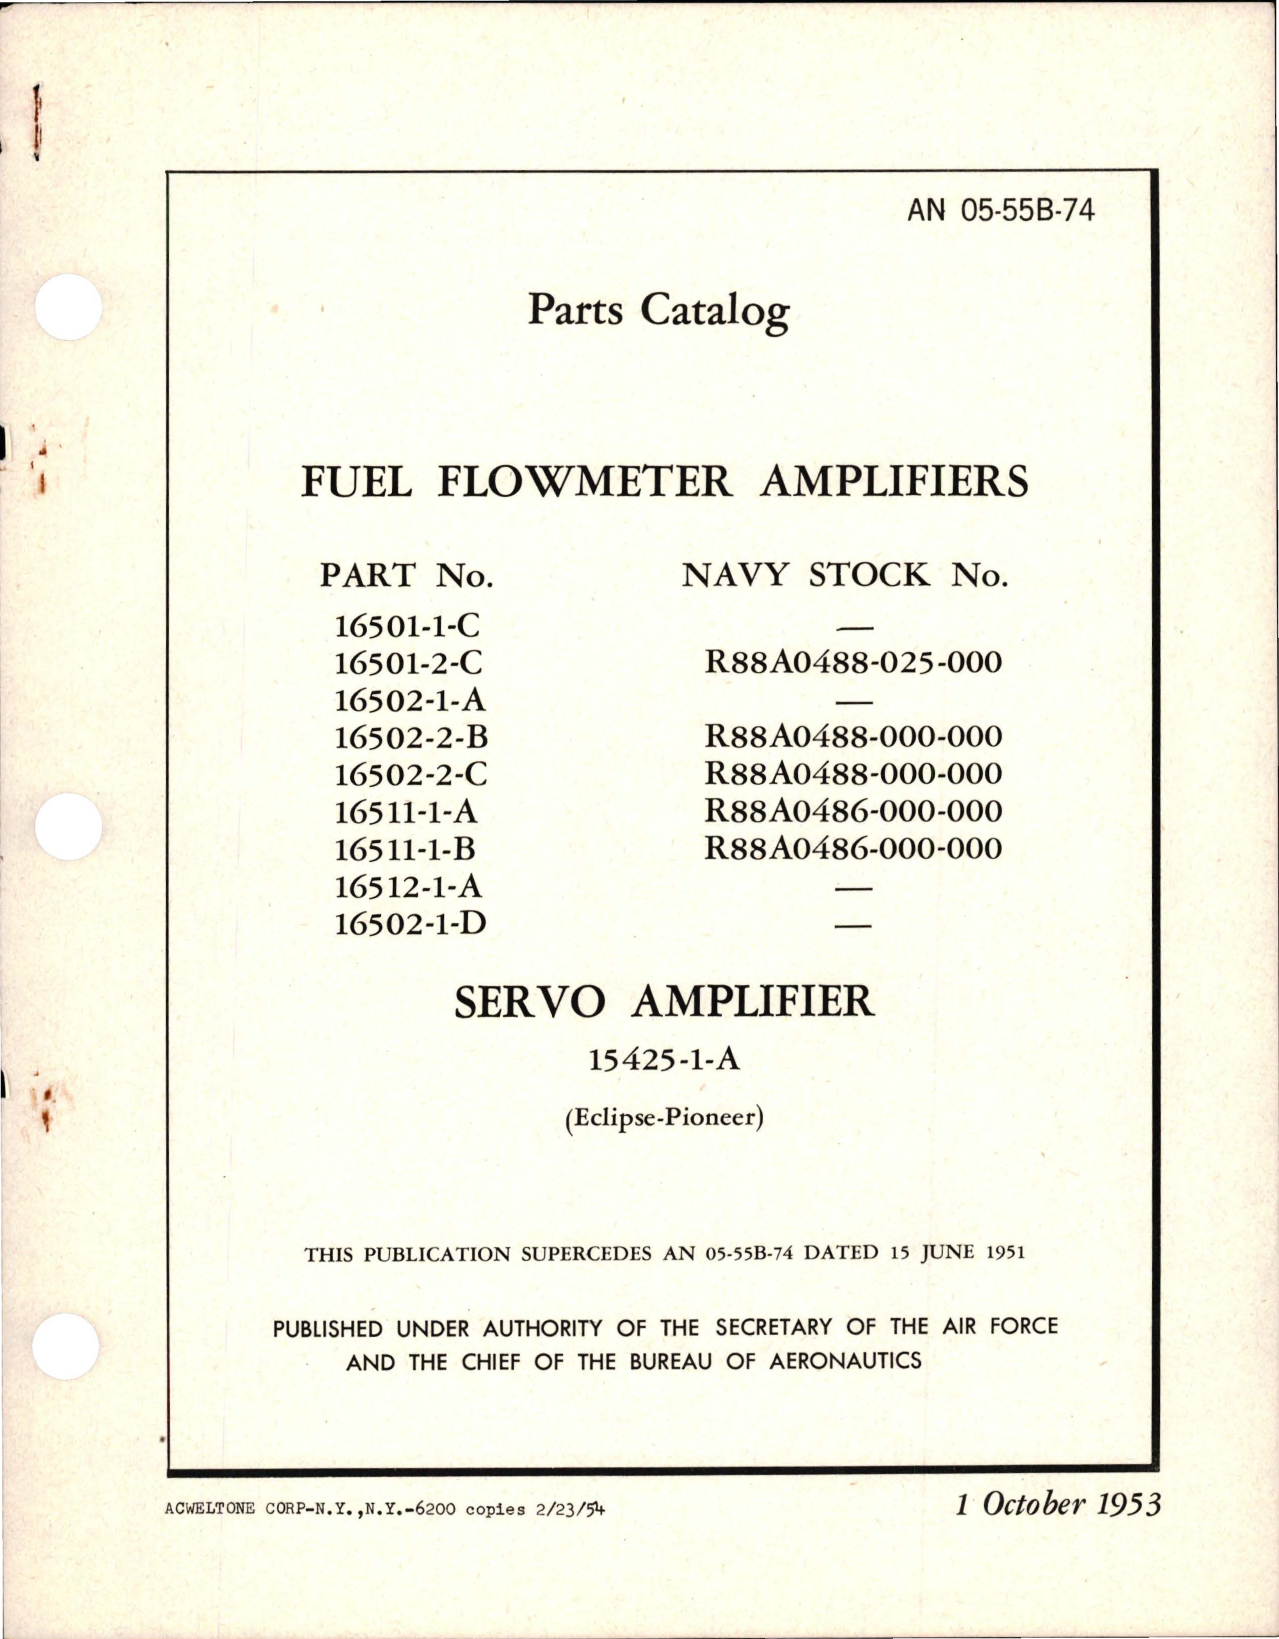 AN 05-55B-74
Parts Catalog
FUEL FLOWMETER AMPLIFIERS
PART No. NAVY STOCK No.
16501-1-C —
16501-2-C R88A0488-025-000
16502-1-A —
16502-2-B R88A0488-000-000
16502-2-C R88A0488-000-000
16511-1-A R88A0486-000-000
16511-1-B R88A0486-000-000
16512-1-A —
16502-1-D —
SERVO AMPLIFIER
15425-1-A
(Eclipse-Pioneer)
THIS PUBLICATION SUPERCEDES AN 05-55B-74 DATED 15 JUNE 1951
PUBLISHED UNDER AUTHORITY OF THE SECRETARY OF THE AIR FORCE
AND THE CHIEF OF THE BUREAU OF AERONAUTICS
ACWELTONE CORP-N.Y.,N.Y.-6200 copies 2/23/54
1 October 1953